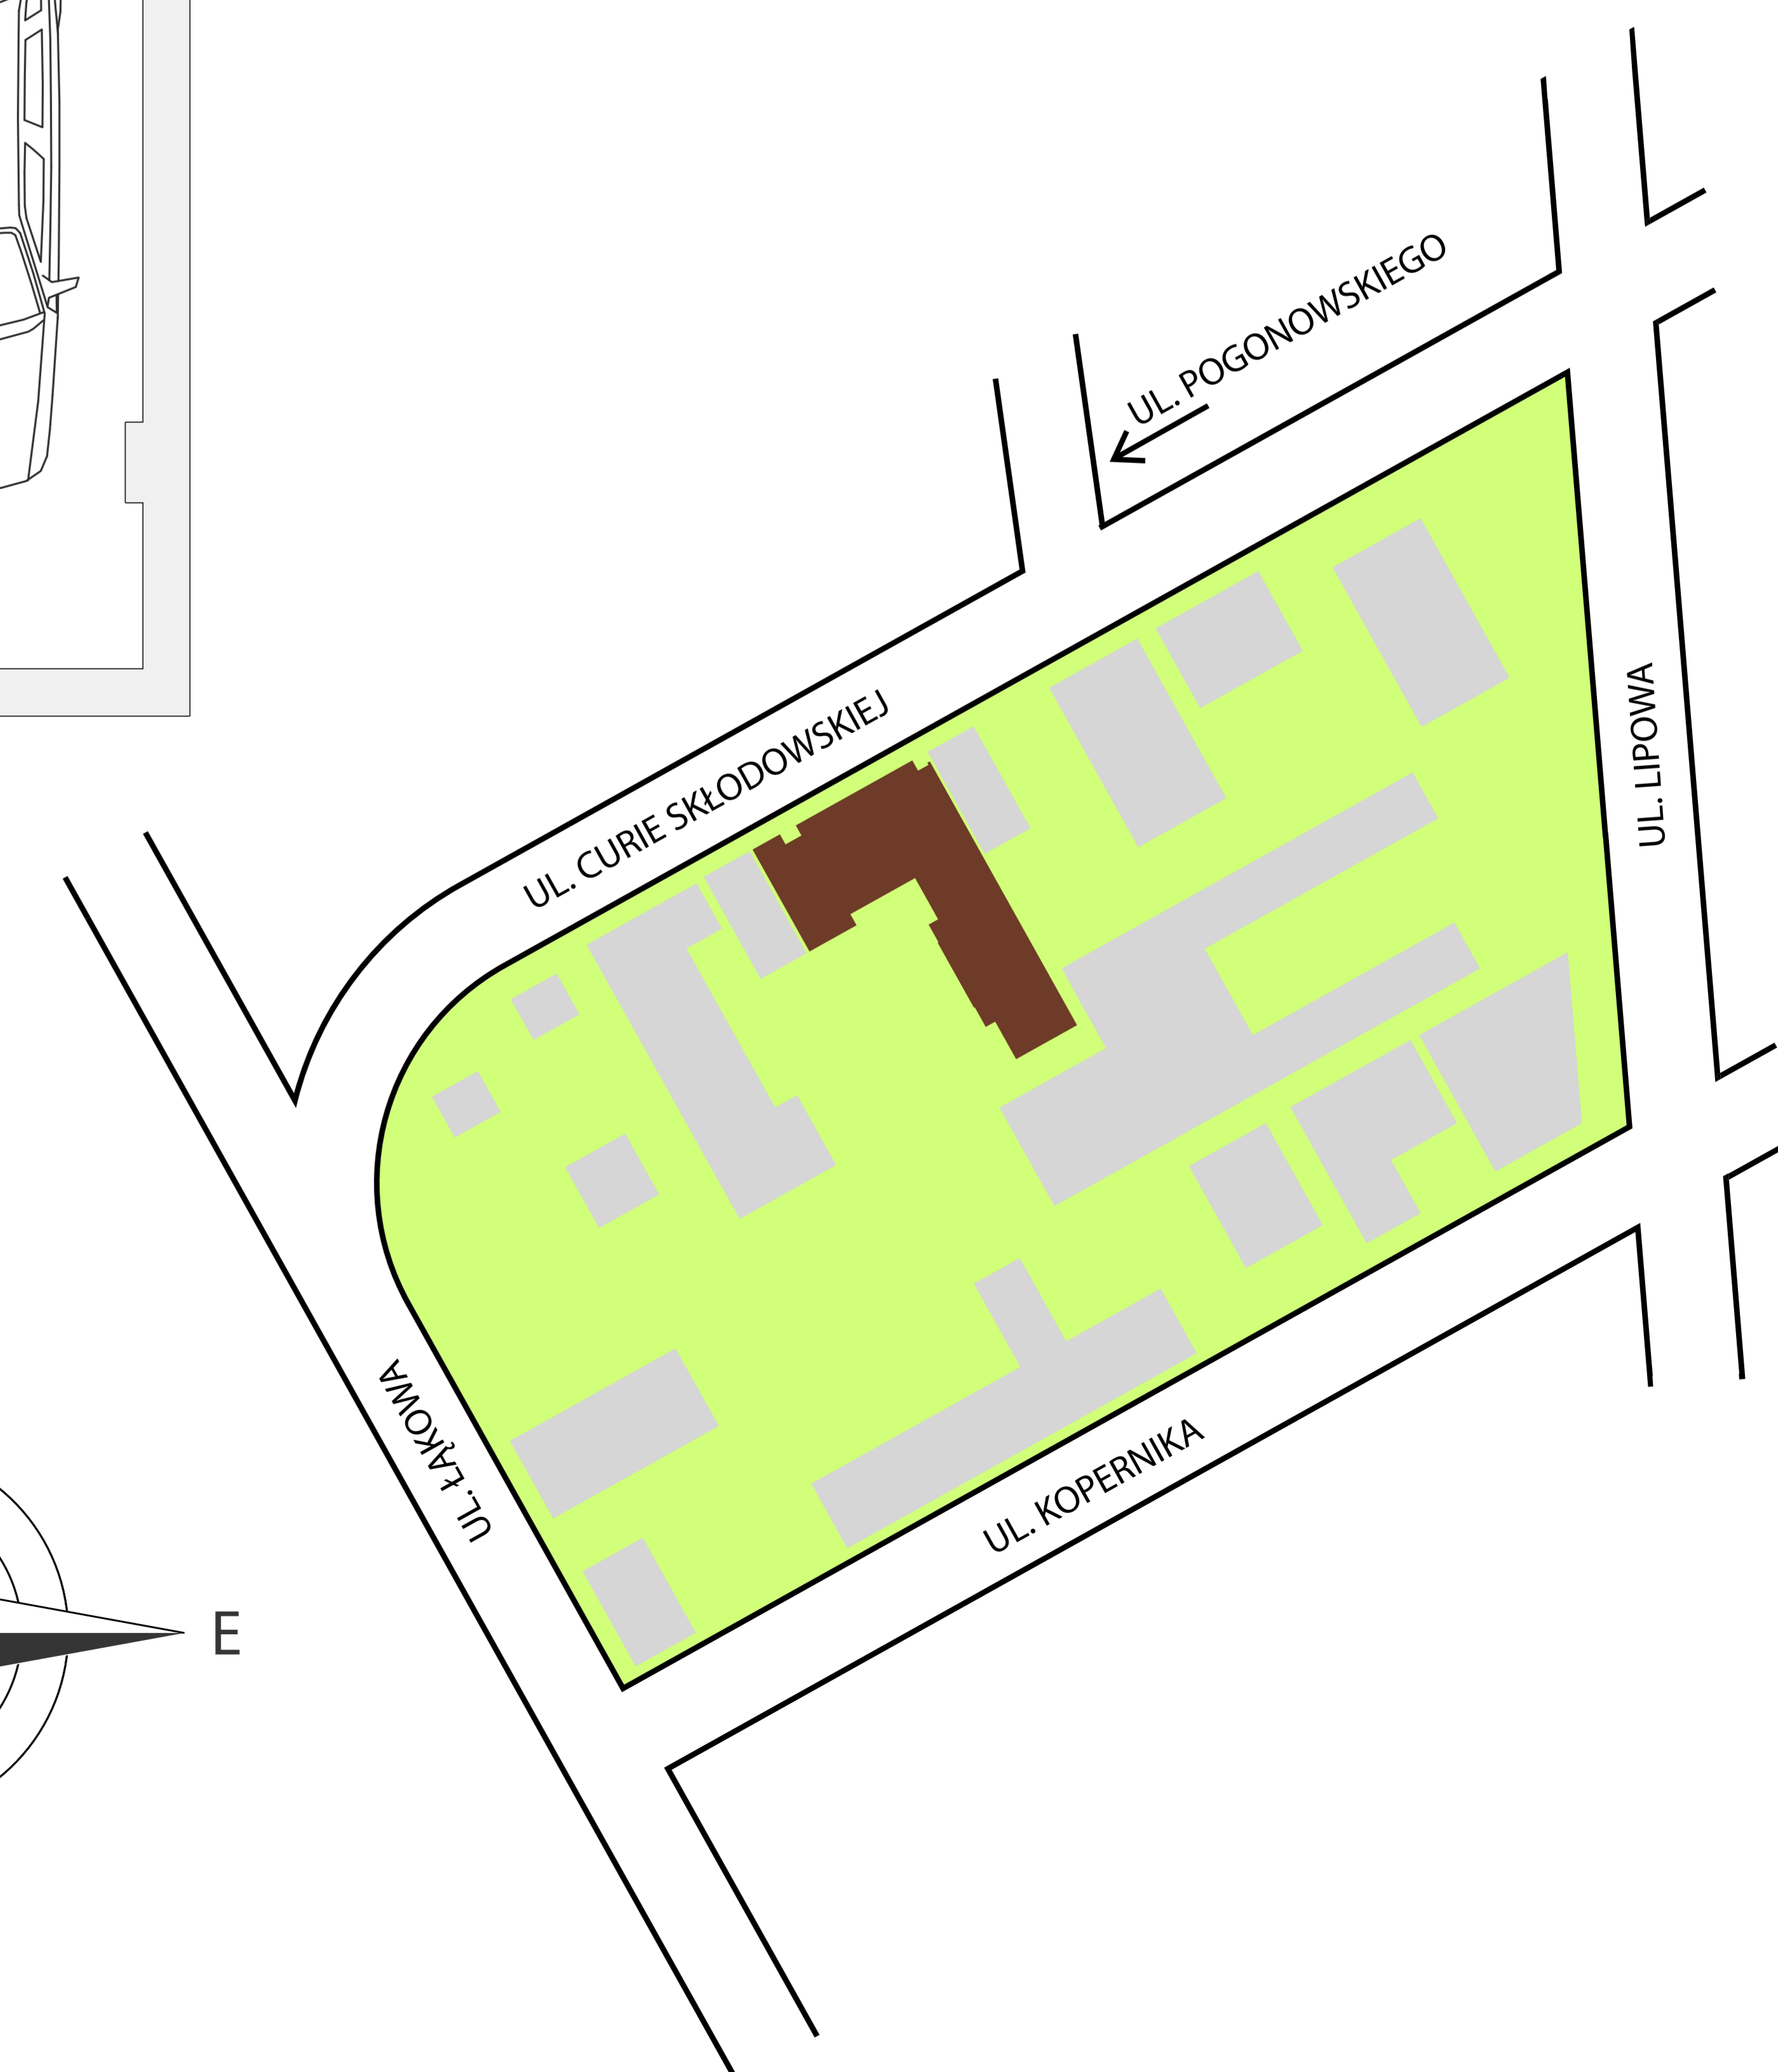 UL. POGONOWSKIEGO
UL. CURIE SKŁODOWSKIEJ
UL. LIPOWA
UL. ŁĄKOWA
UL. KOPERNIKA
E